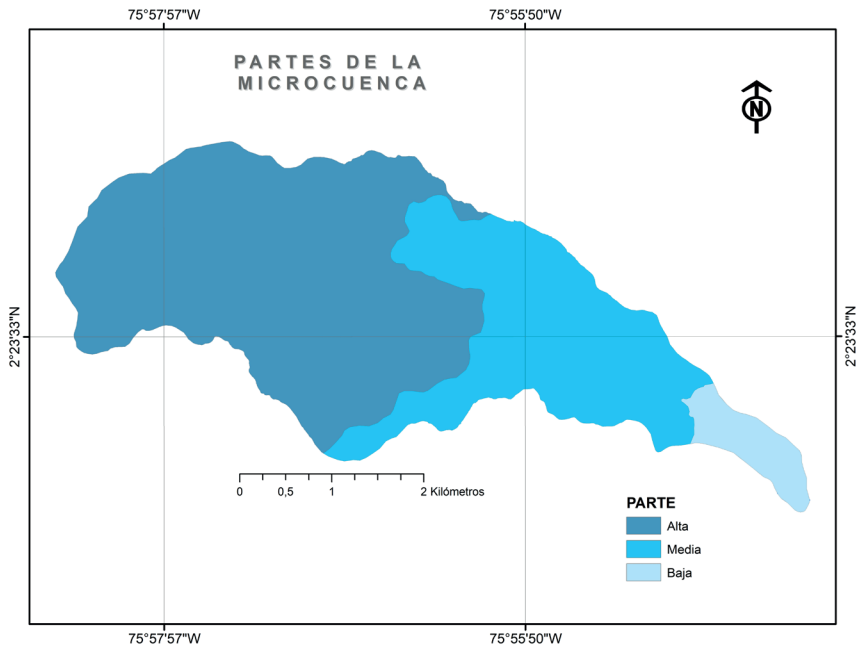 75°57'57"W 75°55'50"W
PARTES DE LA
MICROCUENCA
N
2°23'33"N
2°23'33"N
0 0,5 1 2 Kilómetros
PARTE
Alta
Media
Baja
75°57'57"W 75°55'50"W